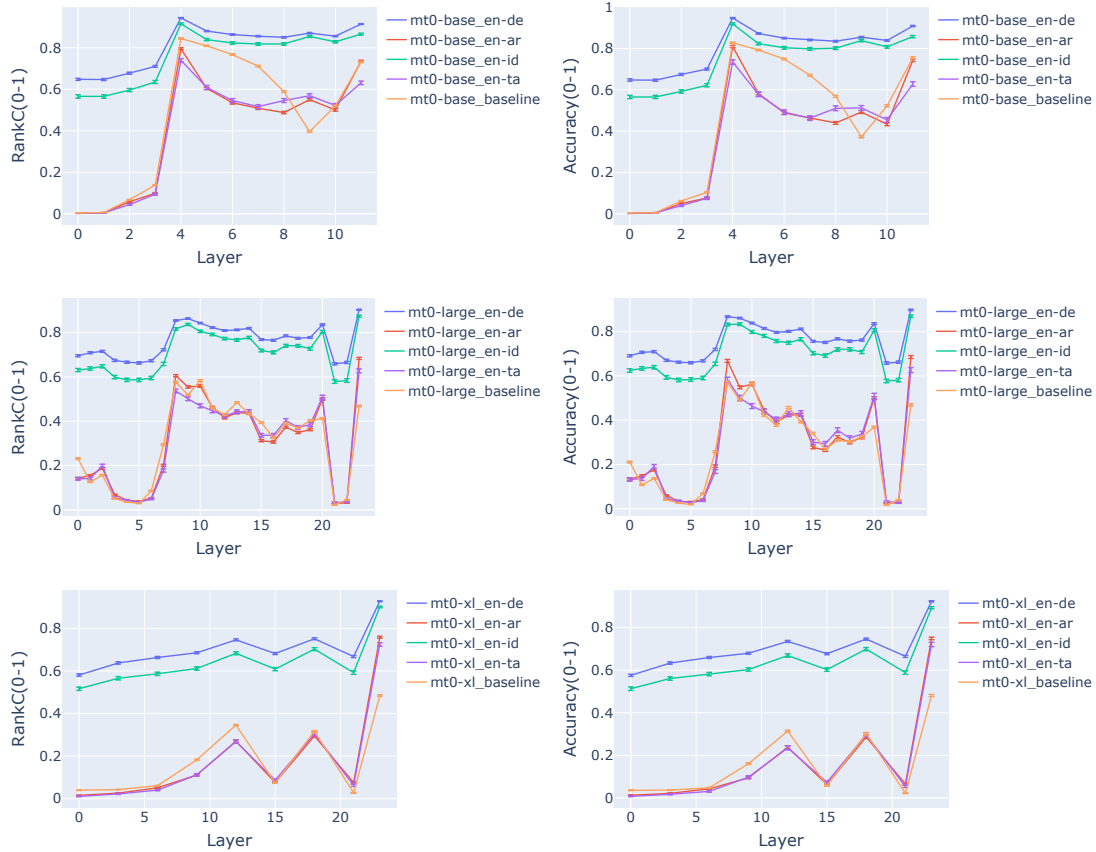 RankC(0-1)
0.8
0.6
0.4
0.2
0
0
2
4
6
8
10
Layer
mt0-base_en-de
mt0-base_en-ar
mt0-base_en-id
mt0-base_en-ta
mt0-base_baseline
Accuracy(0-1)
1
0.8
0.6
0.4
0.2
0
0
2
4
6
8
10
Layer
mt0-base_en-de
mt0-base_en-ar
mt0-base_en-id
mt0-base_en-ta
mt0-base_baseline
RankC(0-1)
0.8
0.6
0.4
0.2
0
0
5
10
15
20
Layer
mt0-large_en-de
mt0-large_en-ar
mt0-large_en-id
mt0-large_en-ta
mt0-large_baseline
Accuracy(0-1)
0.8
0.6
0.4
0.2
0
0
5
10
15
20
Layer
mt0-large_en-de
mt0-large_en-ar
mt0-large_en-id
mt0-large_en-ta
mt0-large_baseline
RankC(0-1)
0.8
0.6
0.4
0.2
0
0
5
10
15
20
Layer
mt0-xl_en-de
mt0-xl_en-ar
mt0-xl_en-id
mt0-xl_en-ta
mt0-xl_baseline
Accuracy(0-1)
0.8
0.6
0.4
0.2
0
0
5
10
15
20
Layer
mt0-xl_en-de
mt0-xl_en-ar
mt0-xl_en-id
mt0-xl_en-ta
mt0-xl_baseline